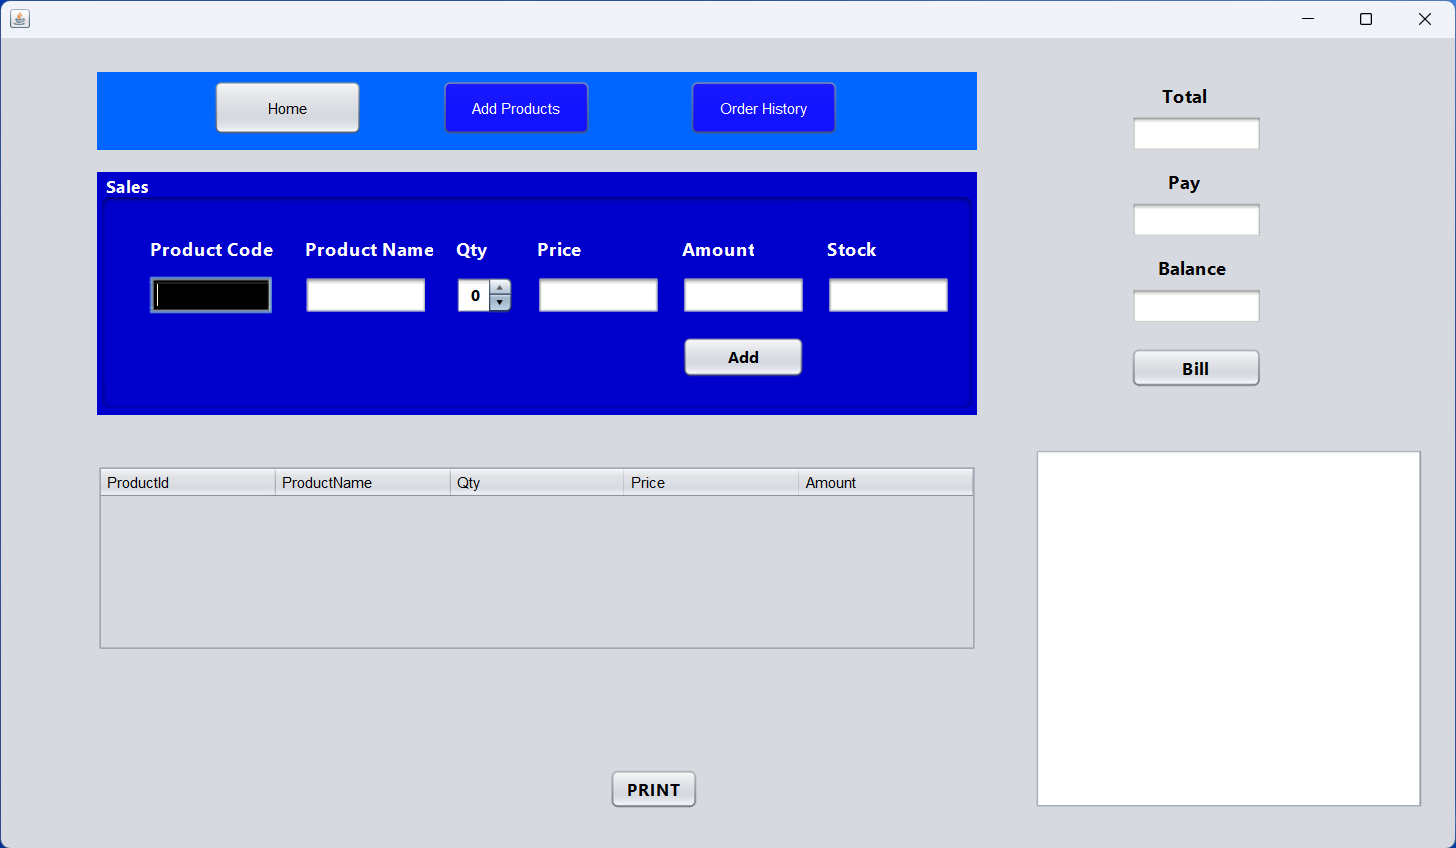 Home Add Products Order History
Sales
Product Code Product Name Qty Price Amount Stock
0
Add
ProductId ProductName Qty Price Amount
PRINT
Total
Pay
Balance
Bill